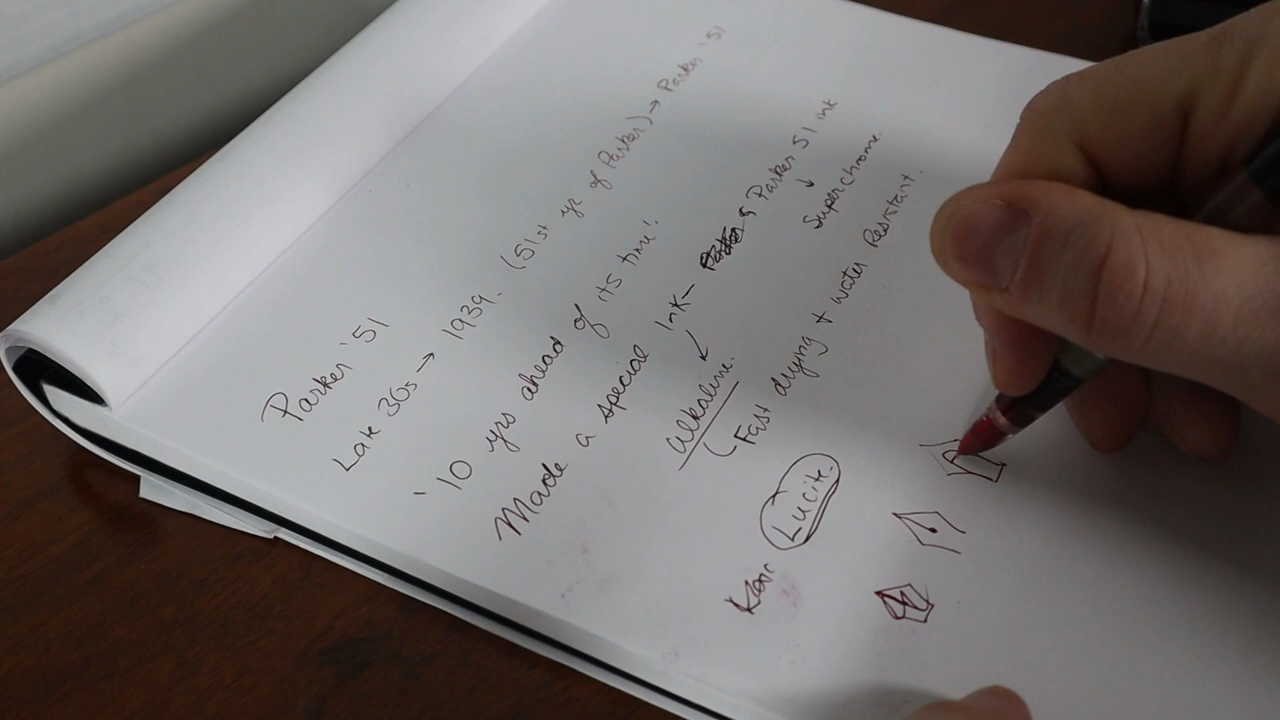 Parker '51
Late 30s → 1939. (51st yr of Parker) → Parker '51
'10 yrs ahead of its time'.
Made a special Ink - Parker 51 ink
↓
Superchrome.
alkaline.
(Fast drying + water Resistant.
Lucite.